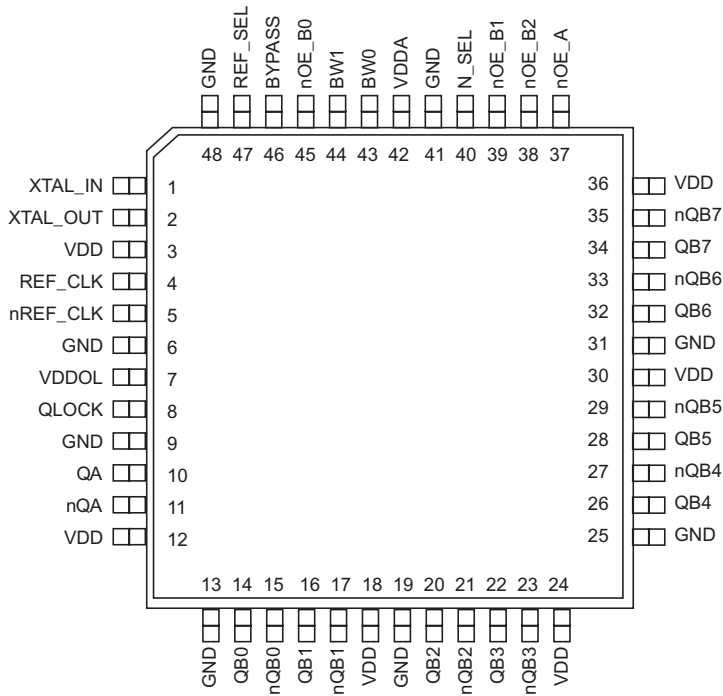 GND REF_SEL BYPASS nOE_B0 BW1 BW0 VDDA GND N_SEL nOE_B1 nOE_B2 nOE_A
48 47 46 45 44 43 42 41 40 39 38 37
XTAL_IN 1 36 VDD
XTAL_OUT 2 35 nQB7
VDD 3 34 QB7
REF_CLK 4 33 nQB6
nREF_CLK 5 32 QB6
GND 6 31 GND
VDDOL 7 30 VDD
QLOCK 8 29 nQB5
GND 9 28 QB5
QA 10 27 nQB4
nQA 11 26 QB4
VDD 12 25 GND
13 14 15 16 17 18 19 20 21 22 23 24
GND QB0 nQB0 QB1 nQB1 VDD GND QB2 nQB2 QB3 nQB3 VDD